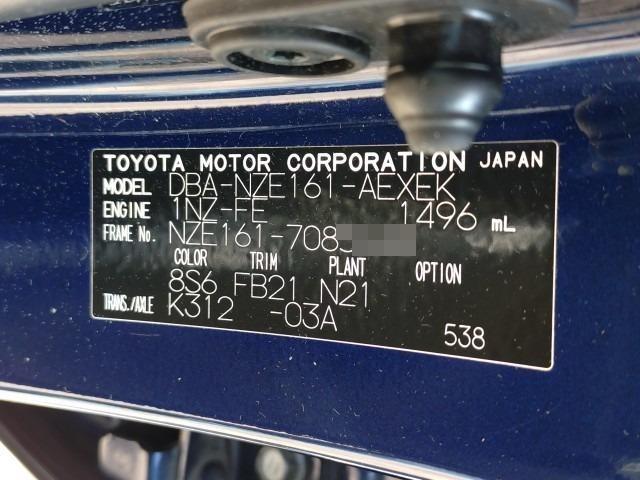 TOYOTA MOTOR CORPORATION JAPAN
MODEL DBA-NZE161-AEXEK
ENGINE 1NZ-FE 1496 mL
FRAME No. NZE161-708
COLOR TRIM PLANT OPTION
8S6 FB21 N21
TRANS./AXLE K312 -03A
538